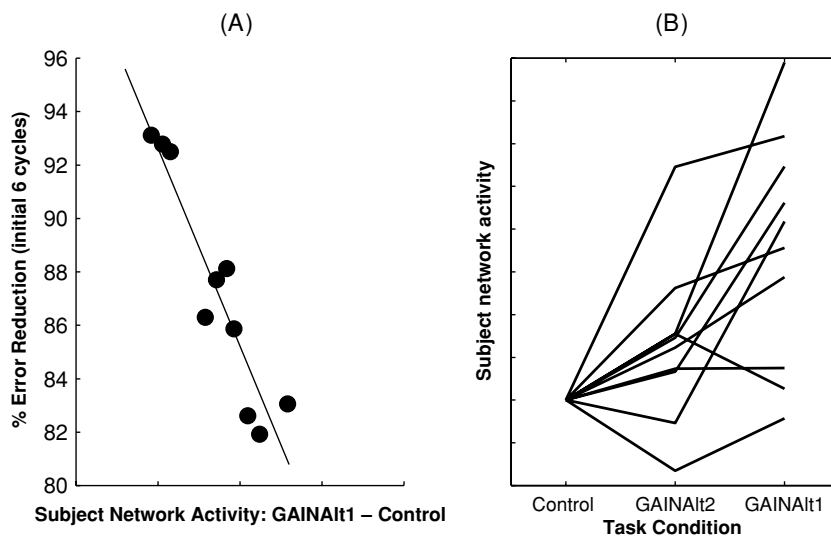 (A)
% Error Reduction (initial 6 cycles)
96
94
92
90
88
86
84
82
80
Subject Network Activity: GAINAlt1 – Control
(B)
Subject network activity
Control GAINAlt2 GAINAlt1
Task Condition